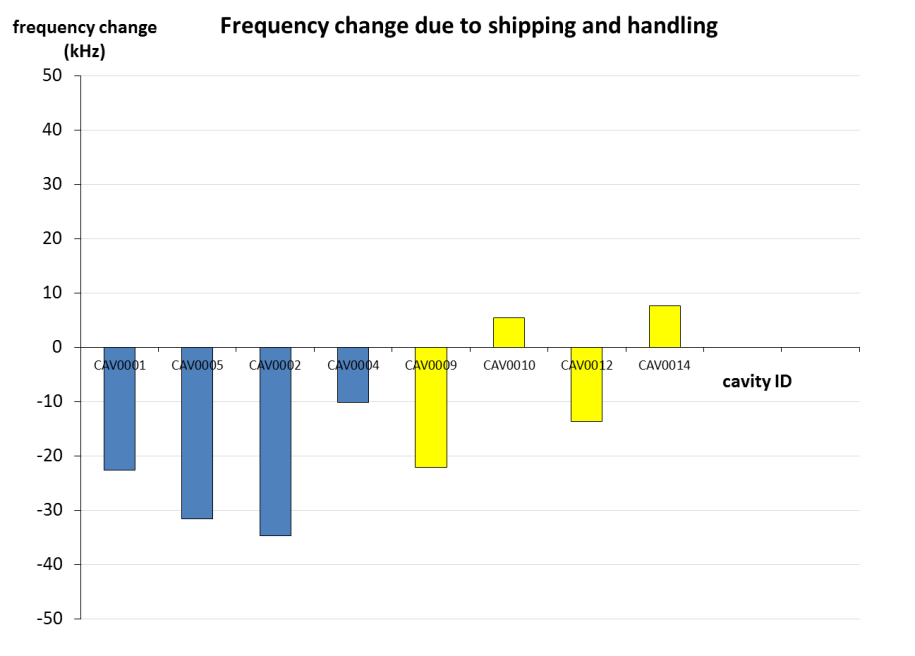 Frequency change due to shipping and handling
frequency change
(kHz)
50
40
30
20
10
0
CAV0001 CAV0005 CAV0002 CAV0004 CAV0009 CAV0010 CAV0012 CAV0014
cavity ID
-10
-20
-30
-40
-50